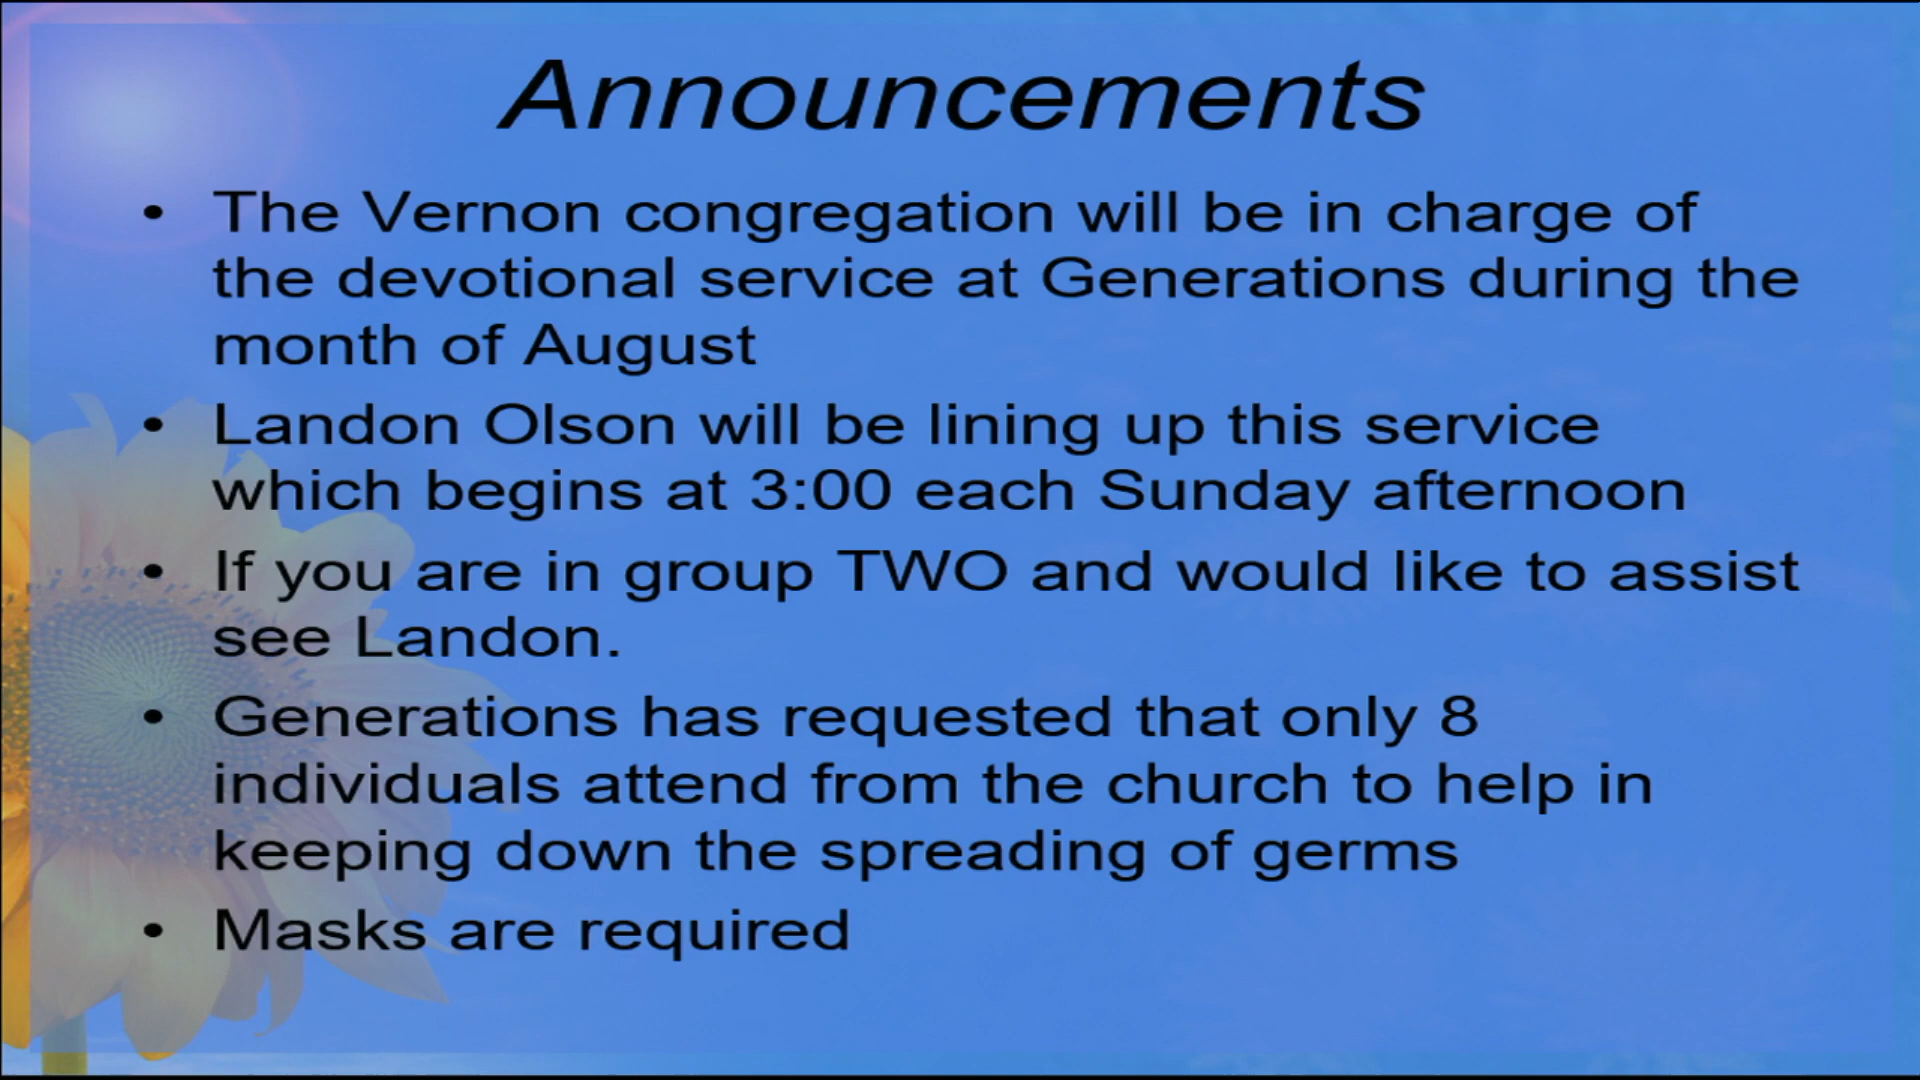 Announcements
• The Vernon congregation will be in charge of
the devotional service at Generations during the
month of August
• Landon Olson will be lining up this service
which begins at 3:00 each Sunday afternoon
• If you are in group TWO and would like to assist
see Landon.
• Generations has requested that only 8
individuals attend from the church to help in
keeping down the spreading of germs
• Masks are required